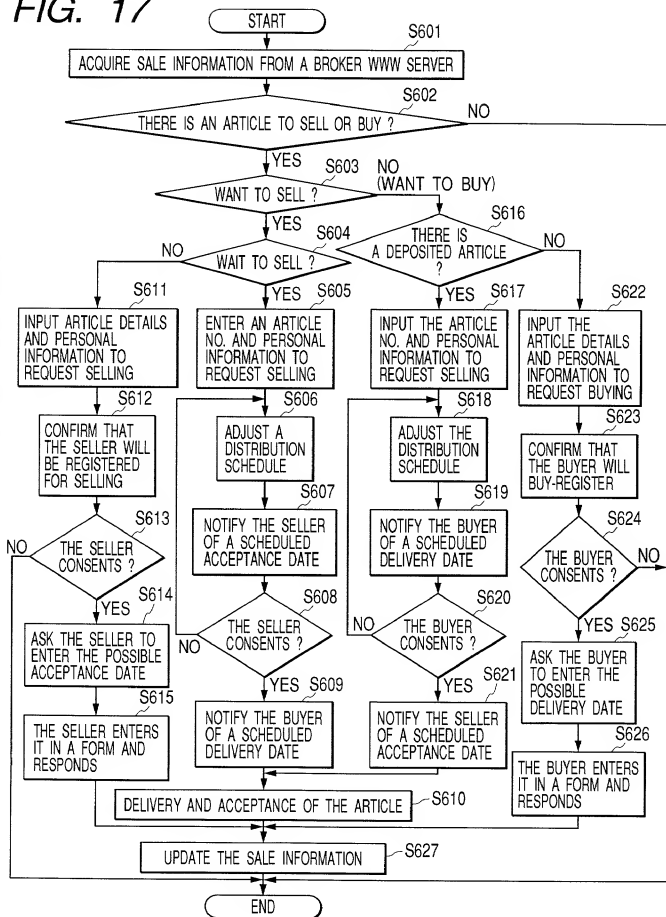 FIG. 17
START
S601
ACQUIRE SALE INFORMATION FROM A BROKER WWW SERVER
S602
THERE IS AN ARTICLE TO SELL OR BUY ?
NO
YES
S603
WANT TO SELL ?
NO
(WANT TO BUY)
YES
S604
WAIT TO SELL ?
NO
YES
S616
THERE IS
A DEPOSITED ARTICLE
?
NO
YES
S611
INPUT ARTICLE DETAILS
AND PERSONAL
INFORMATION TO
REQUEST SELLING
S612
CONFIRM THAT
THE SELLER WILL
BE REGISTERED
FOR SELLING
S613
THE SELLER
CONSENTS ?
NO
YES
S614
ASK THE SELLER TO
ENTER THE POSSIBLE
ACCEPTANCE DATE
S615
THE SELLER ENTERS
IT IN A FORM AND
RESPONDS
S605
ENTER AN ARTICLE
NO. AND PERSONAL
INFORMATION TO
REQUEST SELLING
S606
ADJUST A
DISTRIBUTION
SCHEDULE
S607
NOTIFY THE SELLER
OF A SCHEDULED
ACCEPTANCE DATE
S608
THE SELLER
CONSENTS ?
NO
YES
S609
NOTIFY THE BUYER
OF A SCHEDULED
DELIVERY DATE
S617
INPUT THE ARTICLE
NO. AND PERSONAL
INFORMATION TO
REQUEST SELLING
S618
ADJUST THE
DISTRIBUTION
SCHEDULE
S619
NOTIFY THE BUYER
OF A SCHEDULED
DELIVERY DATE
S620
THE BUYER
CONSENTS ?
NO
YES
S621
NOTIFY THE SELLER
OF A SCHEDULED
ACCEPTANCE DATE
S622
INPUT THE
ARTICLE DETAILS
AND PERSONAL
INFORMATION TO
REQUEST BUYING
S623
CONFIRM THAT
THE BUYER WILL
BUY-REGISTER
S624
THE BUYER
CONSENTS ?
NO
YES
S625
ASK THE BUYER
TO ENTER THE
POSSIBLE
DELIVERY DATE
S626
THE BUYER ENTERS
IT IN A FORM AND
RESPONDS
DELIVERY AND ACCEPTANCE OF THE ARTICLE
S610
UPDATE THE SALE INFORMATION
S627
END